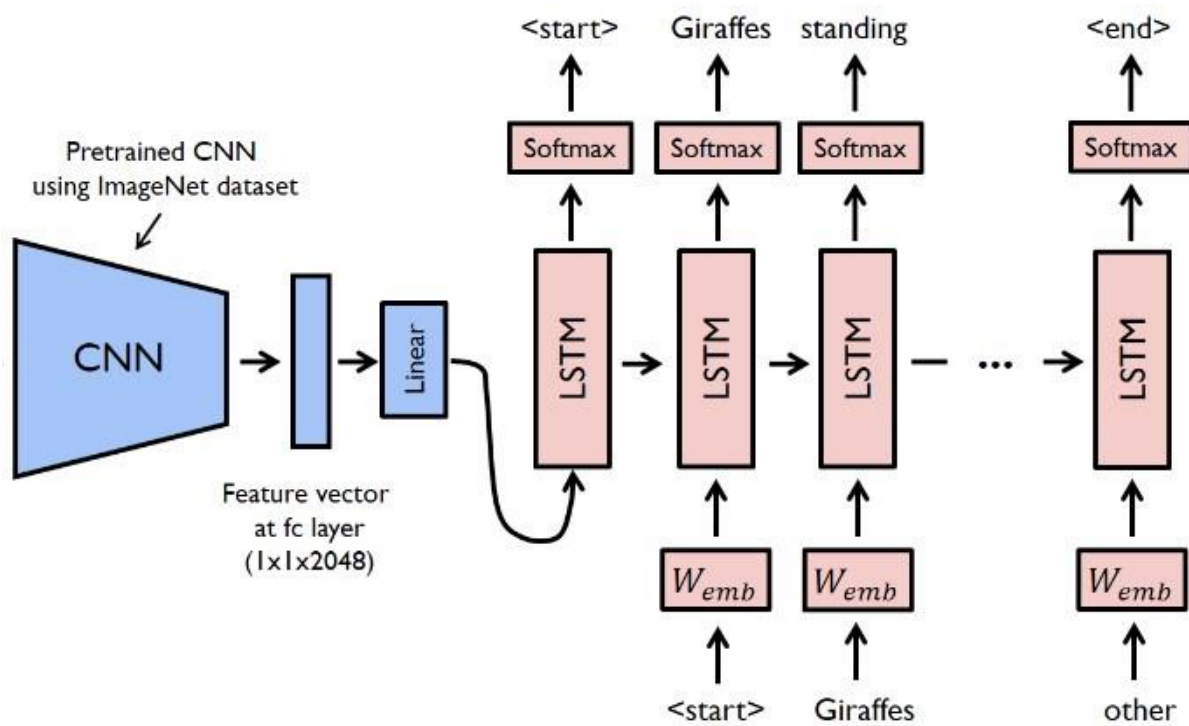 <start> Giraffes standing <end>
Softmax Softmax Softmax Softmax
Pretrained CNN
using ImageNet dataset
CNN
Linear
LSTM LSTM LSTM ... LSTM
Feature vector
at fc layer
(1x1x2048)
W_emb W_emb W_emb
<start> Giraffes other